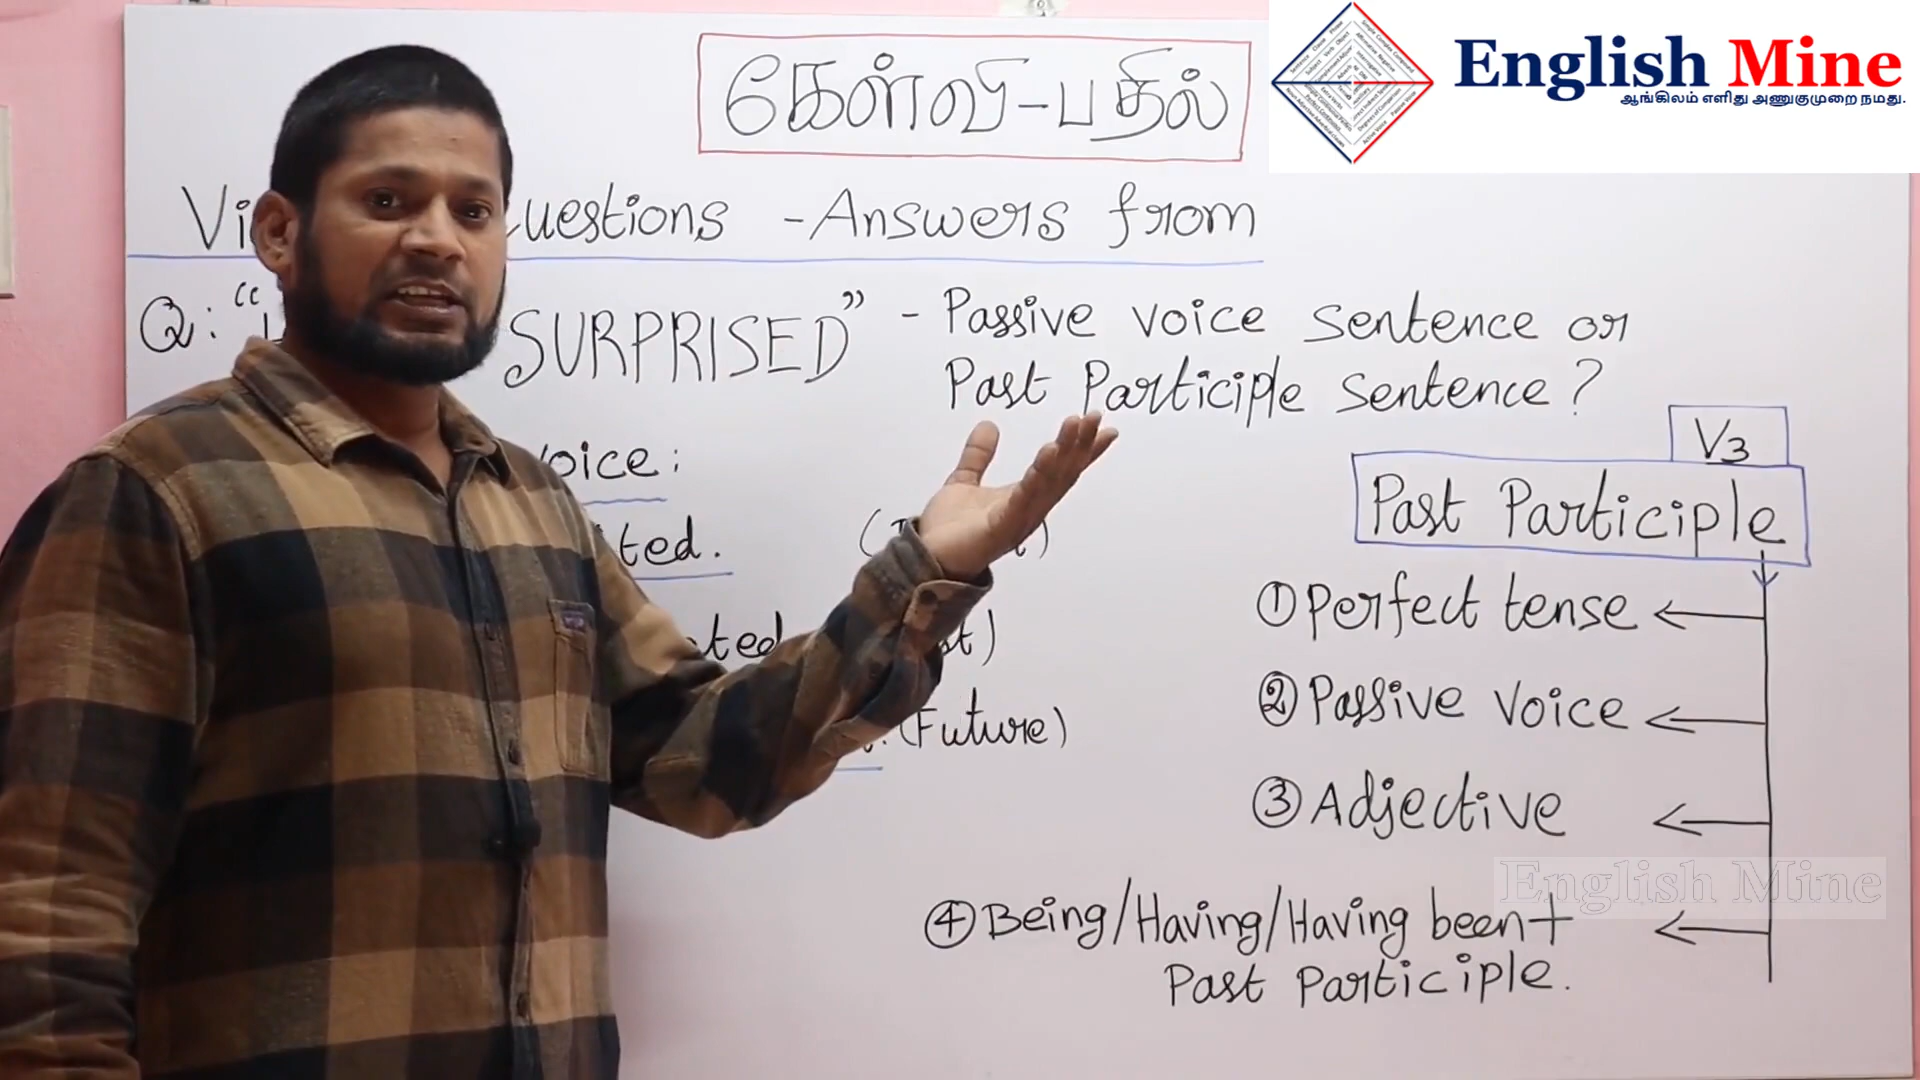 கேள்வி-பதில்
English Mine
ஆங்கிலம் எளிது அணுகுமுறை நமது.
uestions - Answers from
Q: " SURPRISED" - Passive voice sentence or
Past Participle sentence?
V3
oice:
Past Participle
ted.
① Perfect tense
ted
② Passive Voice
(Future)
③ Adjective
English Mine
④ Being/Having/Having been+
Past Participle.